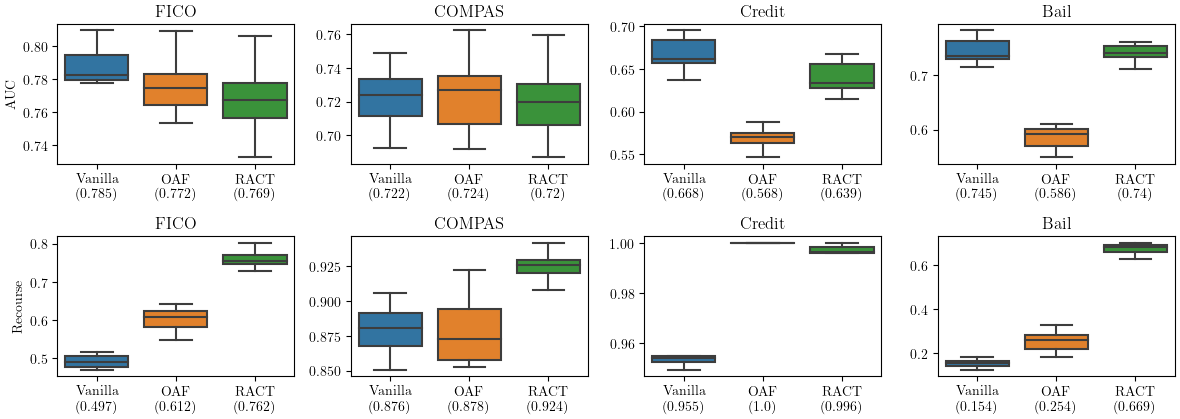 FICO
AUC
0.80
0.78
0.76
0.74
Vanilla OAF RACT
(0.785) (0.772) (0.769)
COMPAS
0.76
0.74
0.72
0.70
Vanilla OAF RACT
(0.722) (0.724) (0.72)
Credit
0.70
0.65
0.60
0.55
Vanilla OAF RACT
(0.668) (0.568) (0.639)
Bail
0.7
0.6
Vanilla OAF RACT
(0.745) (0.586) (0.74)
FICO
Recourse
0.8
0.7
0.6
0.5
Vanilla OAF RACT
(0.497) (0.612) (0.762)
COMPAS
0.925
0.900
0.875
0.850
Vanilla OAF RACT
(0.876) (0.878) (0.924)
Credit
1.00
0.98
0.96
Vanilla OAF RACT
(0.955) (1.0) (0.996)
Bail
0.6
0.4
0.2
Vanilla OAF RACT
(0.154) (0.254) (0.669)